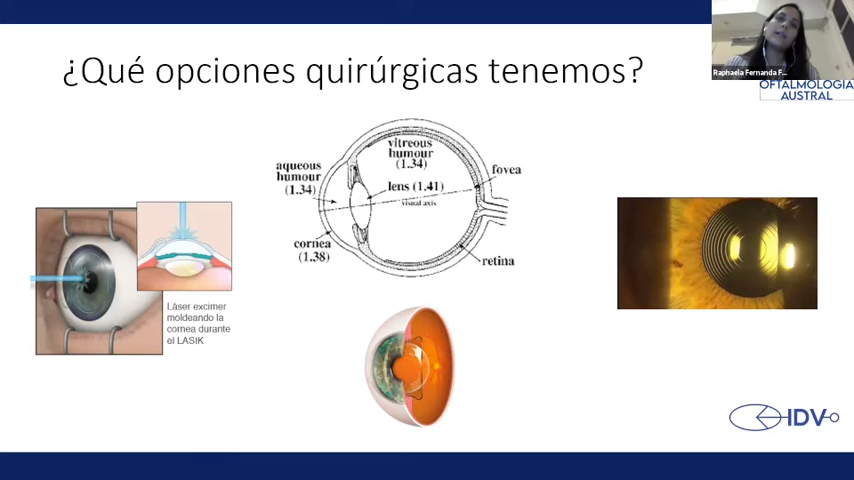 ¿Qué opciones quirúrgicas tenemos?
Raphaela Fernanda F...
OFTALMOLOGÍA
AUSTRAL
vitreous
humour
(1.34)
aqueous
humour
(1.34)
lens (1.41)
visual axis
fovea
cornea
(1.38)
retina
Láser excimer
moldeando la
cornea durante
el LASIK
IDV